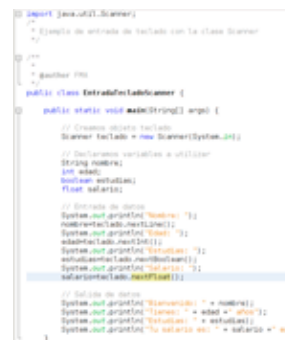 import java.util.Scanner;
/*
* Ejemplo de entrada de teclado con la clase Scanner
*/
/**
*
* @author FMG
*/
public class EntradaTecladoScanner {
public static void main(String[] args) {
// Creamos objeto teclado
Scanner teclado = new Scanner(System.in);
// Declaramos variables a utilizar
String nombre;
int edad;
boolean estudias;
float salario;
// Entrada de datos
System.out.println("Nombre: ");
nombre=teclado.nextLine();
System.out.println("Edad: ");
edad=teclado.nextInt();
System.out.println("Estudias: ");
estudias=teclado.nextBoolean();
System.out.println("Salario: ");
salario=teclado.nextFloat();
// Salida de datos
System.out.println("Bienvenido: " + nombre);
System.out.println("Tienes: " + edad +" años");
System.out.println("Estudias: " + estudias);
System.out.println("Tu salario es: " + salario +"
}